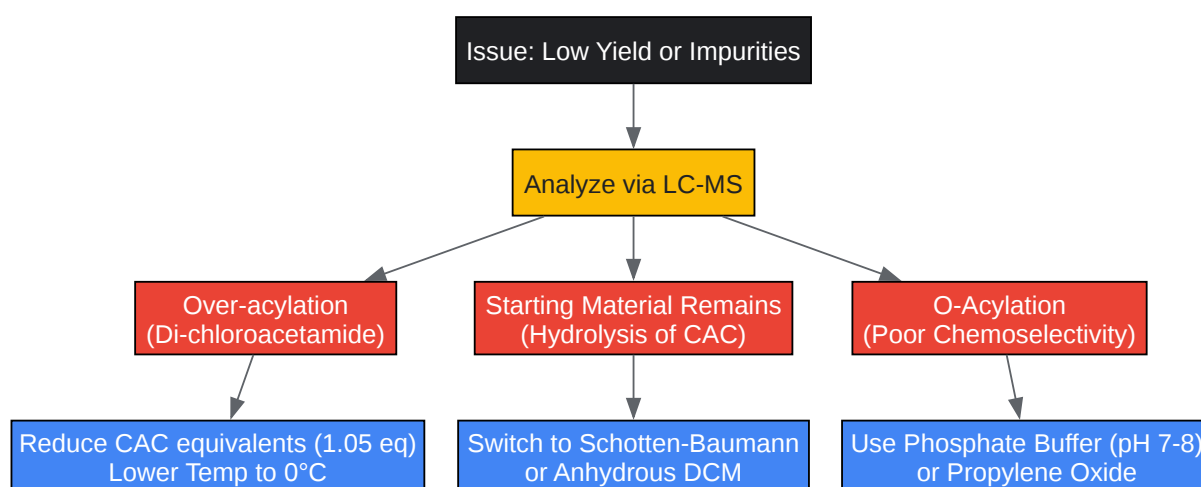 Issue: Low Yield or Impurities
Analyze via LC-MS
Over-acylation
(Di-chloroacetamide)
Starting Material Remains
(Hydrolysis of CAC)
O-Acylation
(Poor Chemoselectivity)
Reduce CAC equivalents (1.05 eq)
Lower Temp to 0°C
Switch to Schotten-Baumann
or Anhydrous DCM
Use Phosphate Buffer (pH 7-8)
or Propylene Oxide